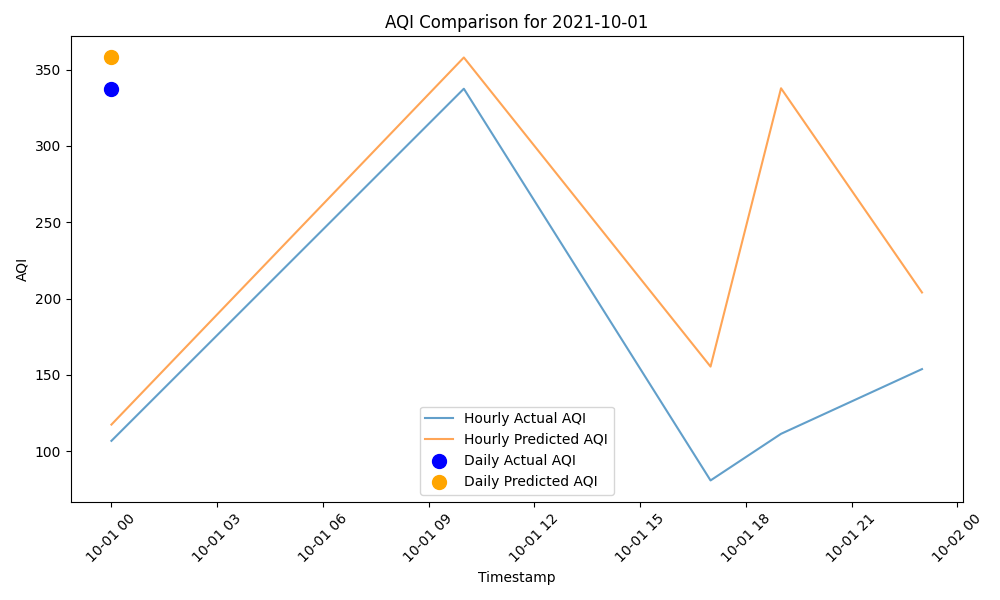 AQI Comparison for 2021-10-01
AQI
350
300
250
200
150
100
Hourly Actual AQI
Hourly Predicted AQI
Daily Actual AQI
Daily Predicted AQI
10-01 00
10-01 03
10-01 06
10-01 09
10-01 12
10-01 15
10-01 18
10-01 21
10-02 00
Timestamp